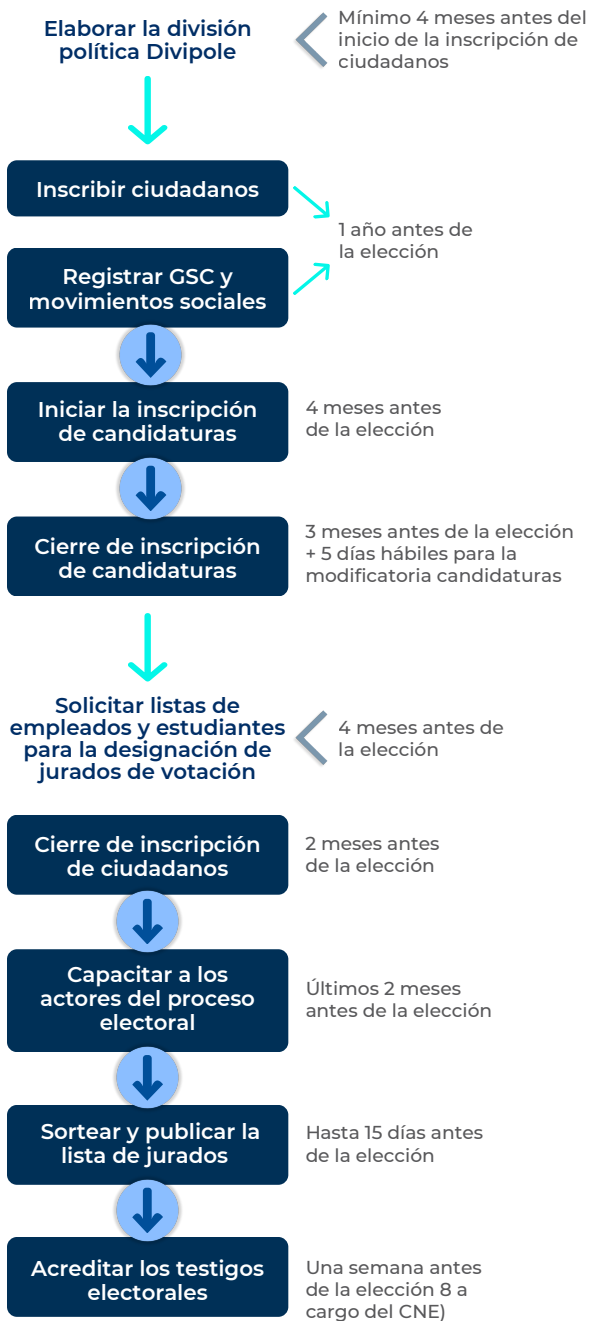 Elaborar la división
política Divipole
Mínimo 4 meses antes del
inicio de la inscripción de
ciudadanos
Inscribir ciudadanos
1 año antes de
la elección
Registrar GSC y
movimientos sociales
Iniciar la inscripción
de candidaturas
4 meses antes
de la elección
Cierre de inscripción
de candidaturas
3 meses antes de la elección
+ 5 días hábiles para la
modificatoria candidaturas
Solicitar listas de
empleados y estudiantes
para la designación de
jurados de votación
4 meses antes de
la elección
Cierre de inscripción
de ciudadanos
2 meses antes
de la elección
Capacitar a los
actores del proceso
electoral
Últimos 2 meses
antes de la elección
Sortear y publicar la
lista de jurados
Hasta 15 días antes
de la elección
Acreditar los testigos
electorales
Una semana antes
de la elección 8 a
cargo del CNE)